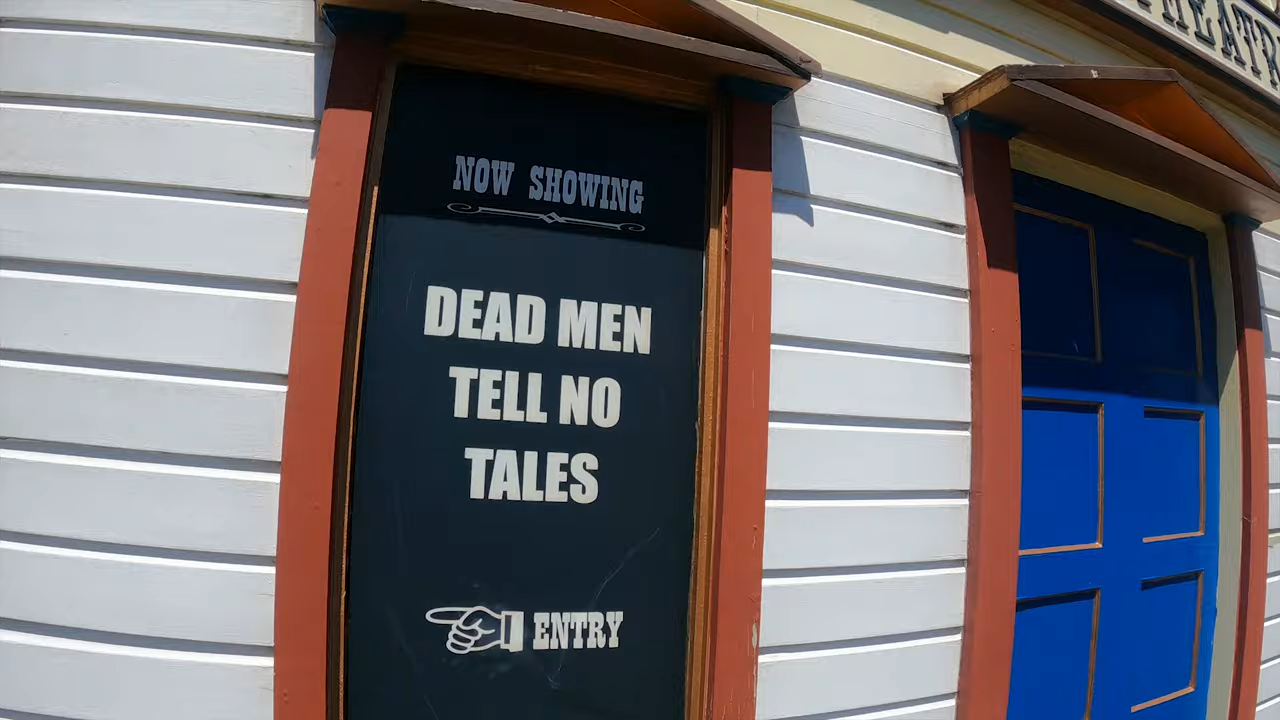 NOW SHOWING
DEAD MEN
TELL NO
TALES
ENTRY